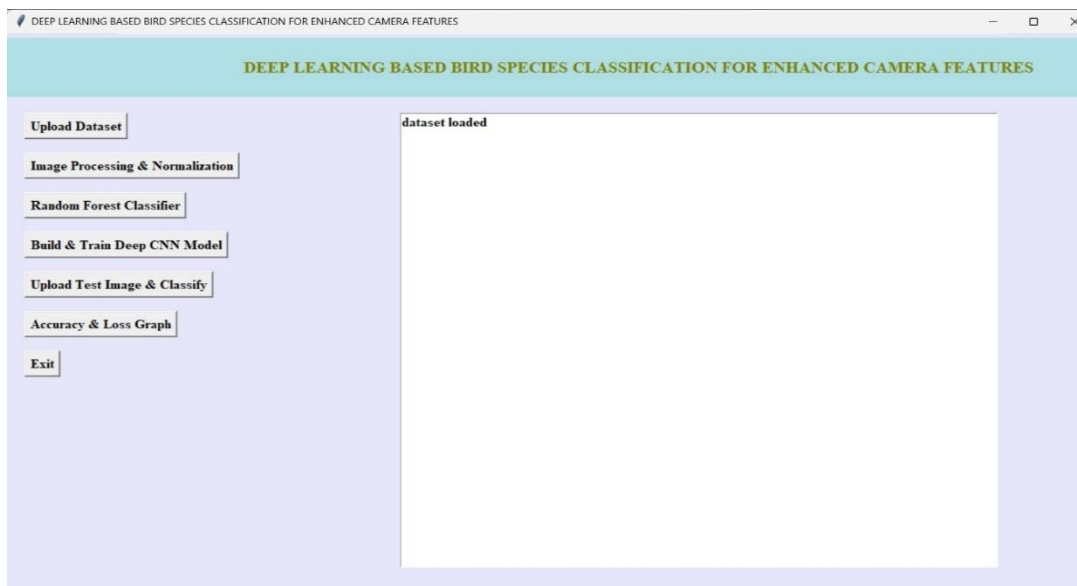 DEEP LEARNING BASED BIRD SPECIES CLASSIFICATION FOR ENHANCED CAMERA FEATURES
DEEP LEARNING BASED BIRD SPECIES CLASSIFICATION FOR ENHANCED CAMERA FEATURES
Upload Dataset
dataset loaded
Image Processing & Normalization
Random Forest Classifier
Build & Train Deep CNN Model
Upload Test Image & Classify
Accuracy & Loss Graph
Exit